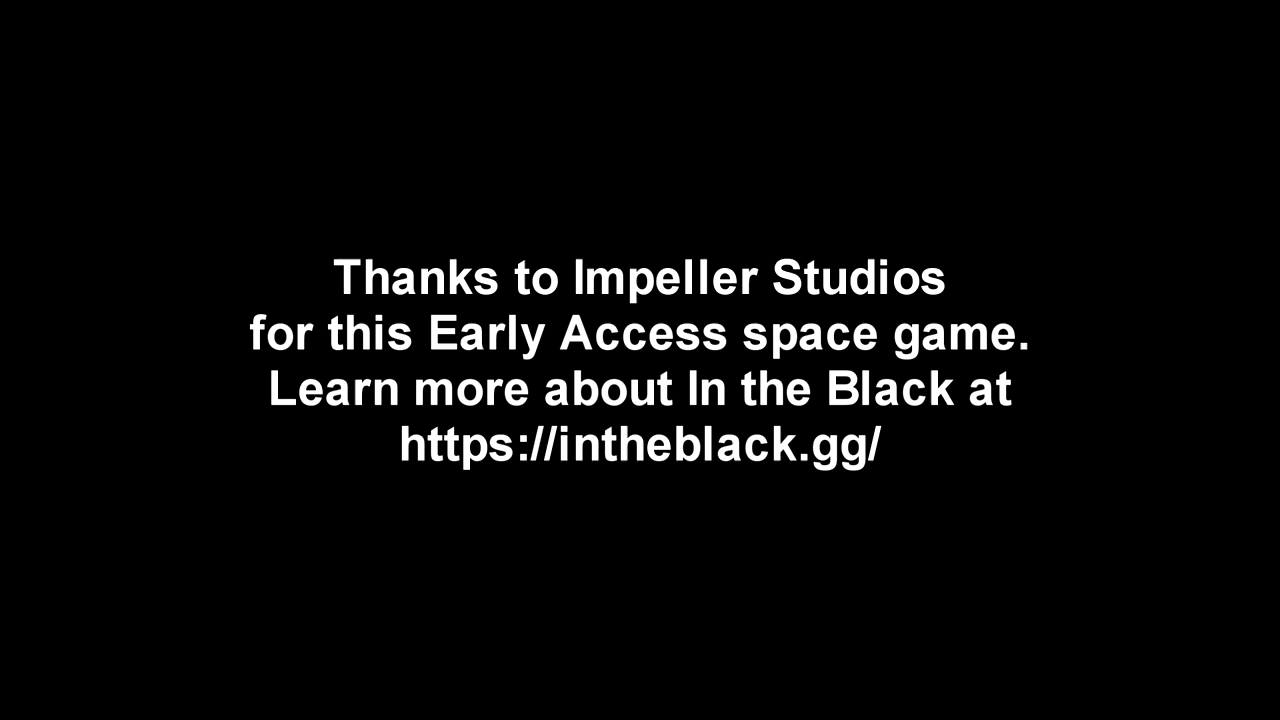 Thanks to Impeller Studios
for this Early Access space game.
Learn more about In the Black at
https://intheblack.gg/